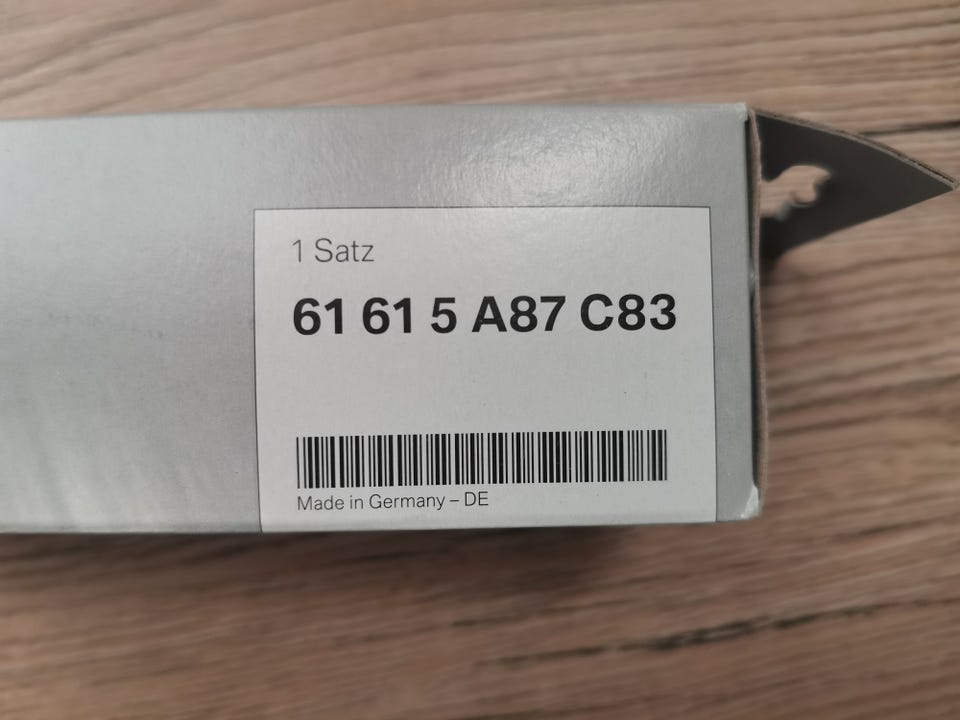 1 Satz
61 61 5 A87 C83
Made in Germany – DE